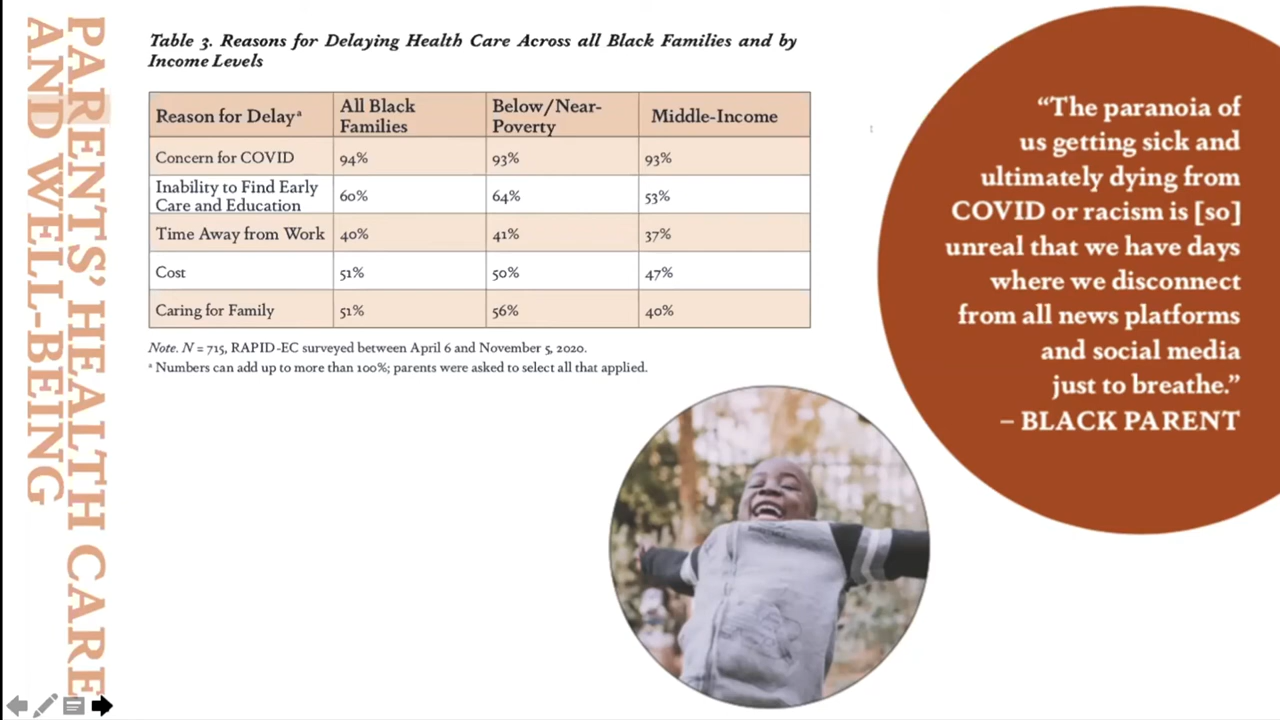 PARENTS' HEALTH CARE
AND WELL-BEING
Table 3. Reasons for Delaying Health Care Across all Black Families and by
Income Levels
Reason for Delayᵃ
All Black
Families
Below/Near-
Poverty
Middle-Income
Concern for COVID 94% 93% 93%
Inability to Find Early
Care and Education 60% 64% 53%
Time Away from Work 40% 41% 37%
Cost 51% 50% 47%
Caring for Family 51% 56% 40%
Note. N = 715, RAPID-EC surveyed between April 6 and November 5, 2020.
ᵃ Numbers can add up to more than 100%; parents were asked to select all that applied.
“The paranoia of
us getting sick and
ultimately dying from
COVID or racism is [so]
unreal that we have days
where we disconnect
from all news platforms
and social media
just to breathe.”
– BLACK PARENT